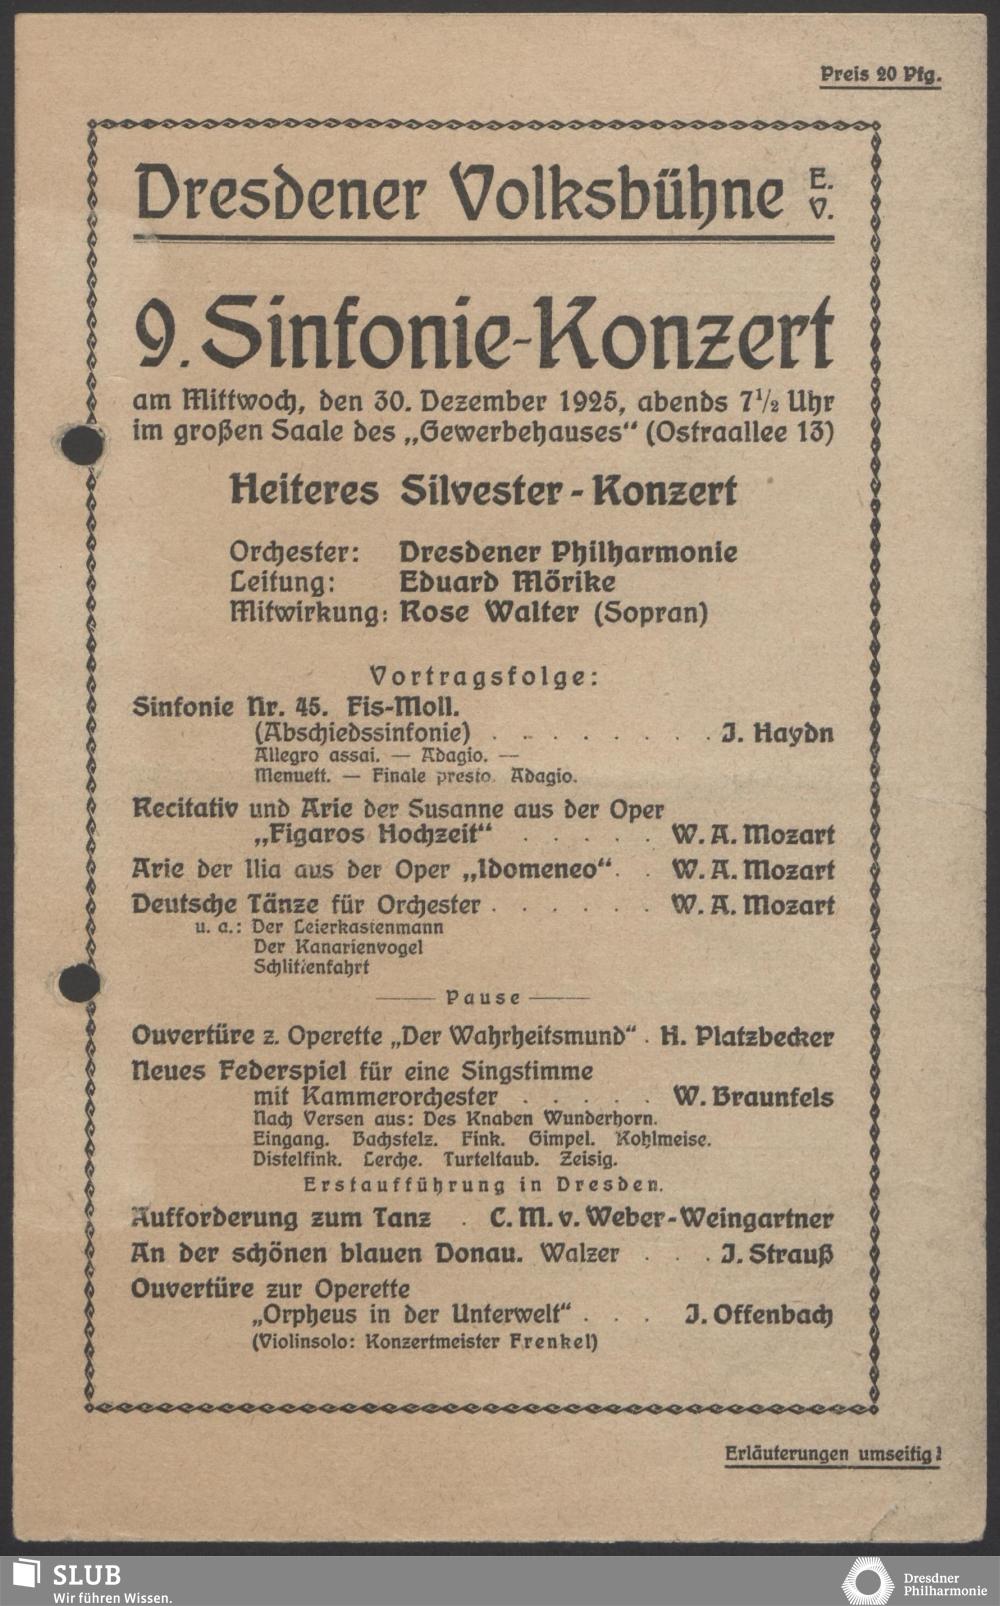 Preis 20 Pfg.
Dresdener Volksbühne E. V.
9. Sinfonie-Konzert
am Mittwoch, den 30. Dezember 1925, abends 7½ Uhr
im großen Saale des „Gewerbehauses“ (Ostraallee 13)
Heiteres Silvester-Konzert
Orchester: Dresdener Philharmonie
Leitung: Eduard Mörike
Mitwirkung: Rose Walter (Sopran)
Vortragsfolge:
Sinfonie Nr. 45. Fis-Moll.
(Abschiedssinfonie) . . . . . . . . . J. Haydn
Allegro assai. — Adagio. —
Menuett. — Finale presto. Adagio.
Recitativ und Arie der Susanne aus der Oper
„Figaros Hochzeit“ . . . . . . W. A. Mozart
Arie der Ilia aus der Oper „Idomeneo“ . . W. A. Mozart
Deutsche Tänze für Orchester . . . . . . W. A. Mozart
u. a.: Der Leierkastenmann
Der Kanarienvogel
Schlittenfahrt
— Pause —
Ouvertüre z. Operette „Der Wahrheitsmund“ . H. Platzbecker
Neues Federspiel für eine Singstimme
mit Kammerorchester . . . . . W. Braunfels
Nach Versen aus: Des Knaben Wunderhorn.
Eingang. Bachstelz. Fink. Gimpel. Kohlmeise.
Distelfink. Lerche. Turteltaub. Zeisig.
Erstaufführung in Dresden.
Aufforderung zum Tanz . C. M. v. Weber-Weingartner
An der schönen blauen Donau. Walzer . . . J. Strauß
Ouvertüre zur Operette
„Orpheus in der Unterwelt“ . . . J. Offenbach
(Violinsolo: Konzertmeister Frenkel)
Erläuterungen umseitig!
SLUB
Wir führen Wissen.
Dresdner
Philharmonie